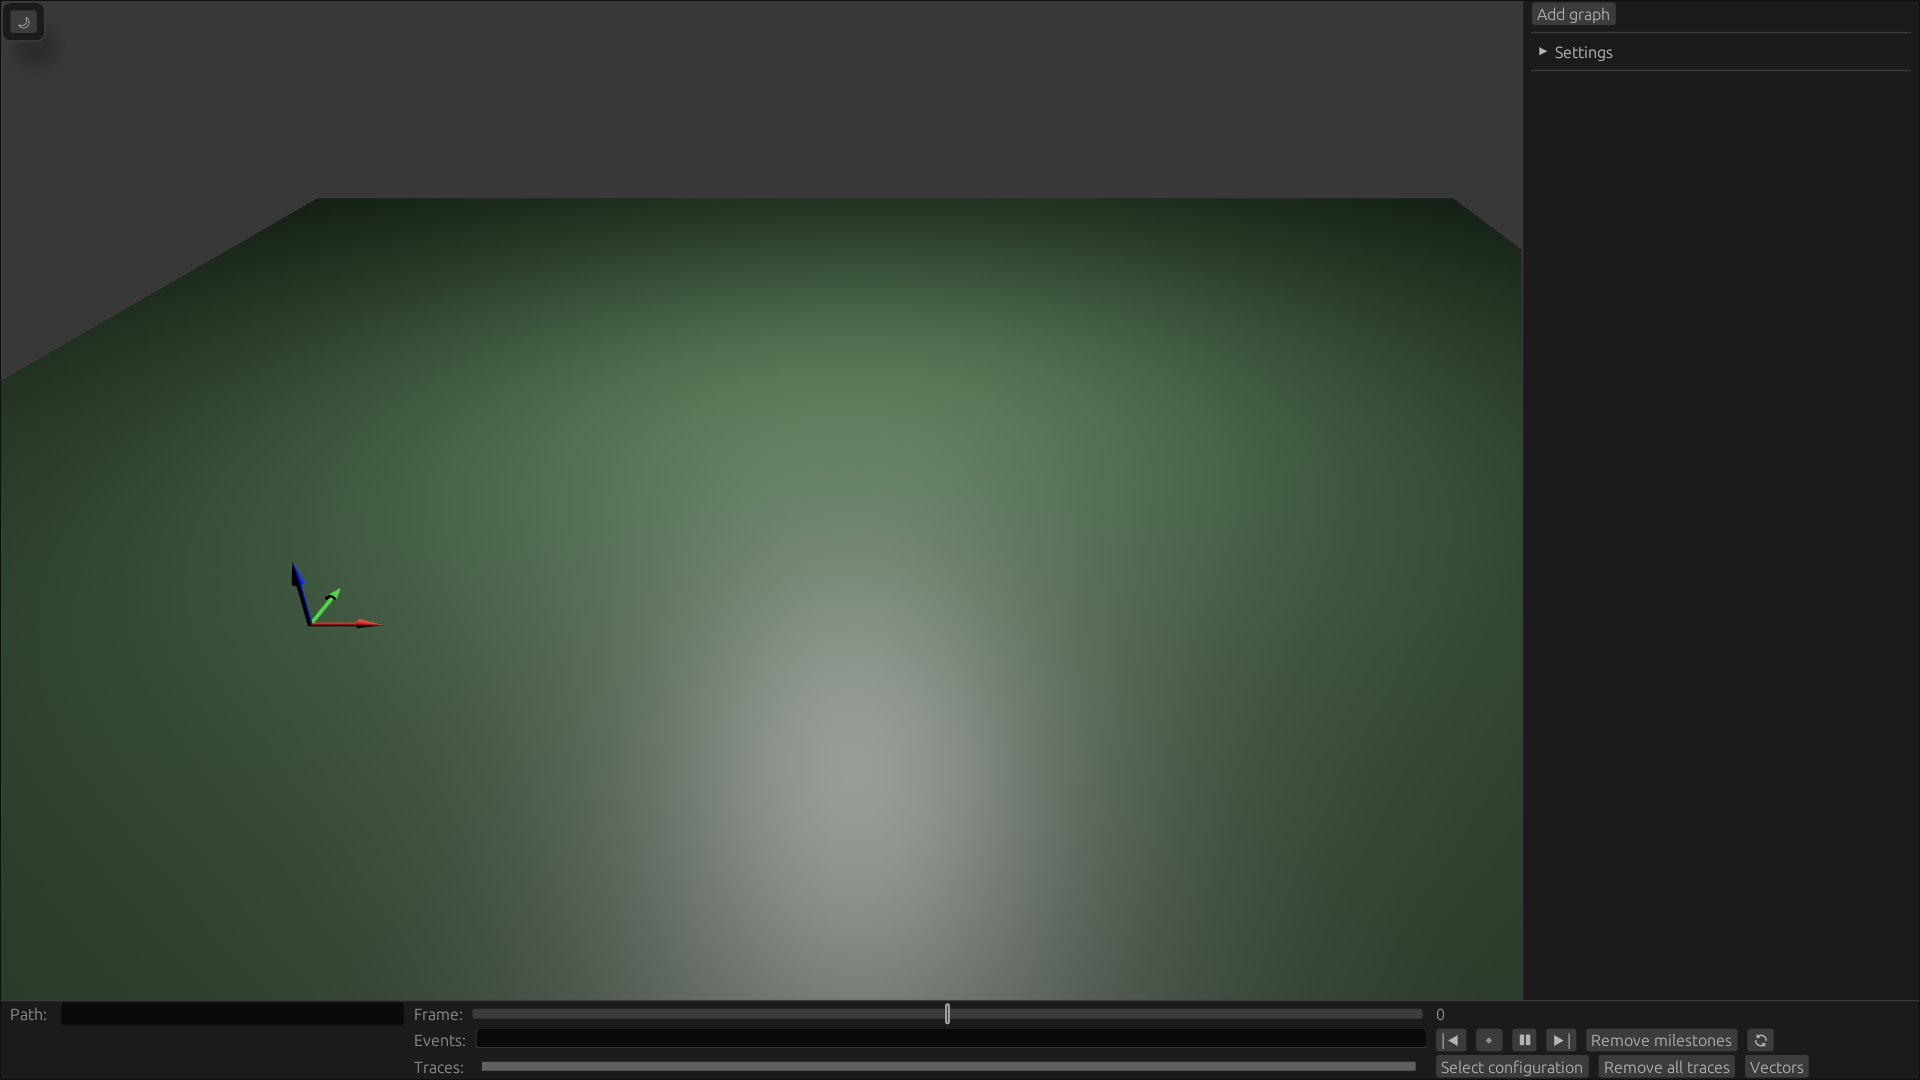 Add graph
Settings
Path:
Frame:
0
Events:
Remove milestones
Traces:
Select configuration
Remove all traces
Vectors